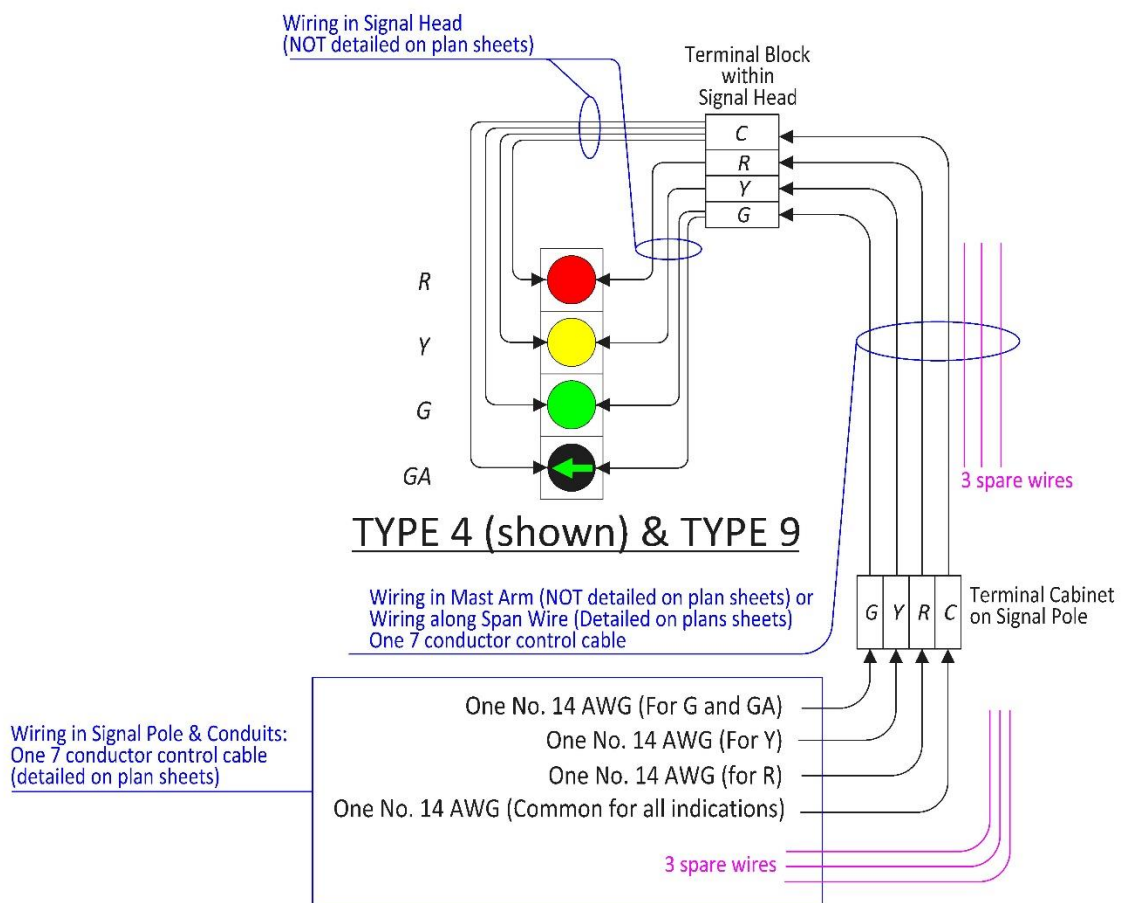 Wiring in Signal Head
(NOT detailed on plan sheets)
Terminal Block
within
Signal Head
C
R
Y
G
R
Y
G
GA
3 spare wires
TYPE 4 (shown) & TYPE 9
Wiring in Mast Arm (NOT detailed on plan sheets) or
Wiring along Span Wire (Detailed on plans sheets)
One 7 conductor control cable
G Y R C
Terminal Cabinet
on Signal Pole
Wiring in Signal Pole & Conduits:
One 7 conductor control cable
(detailed on plan sheets)
One No. 14 AWG (For G and GA)
One No. 14 AWG (For Y)
One No. 14 AWG (for R)
One No. 14 AWG (Common for all indications)
3 spare wires